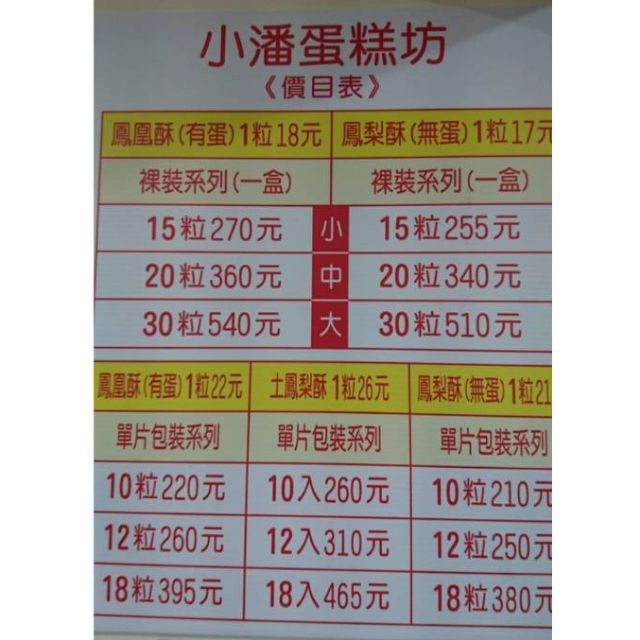 小潘蛋糕坊
《價目表》
鳳凰酥(有蛋)1粒18元 鳳梨酥(無蛋)1粒17元
裸裝系列(一盒) 裸裝系列(一盒)
15粒270元 小 15粒255元
20粒360元 中 20粒340元
30粒540元 大 30粒510元
鳳凰酥(有蛋)1粒22元 土鳳梨酥1粒26元 鳳梨酥(無蛋)1粒21
單片包裝系列 單片包裝系列 單片包裝系列
10粒220元 10入260元 10粒210元
12粒260元 12入310元 12粒250元
18粒395元 18入465元 18粒380元